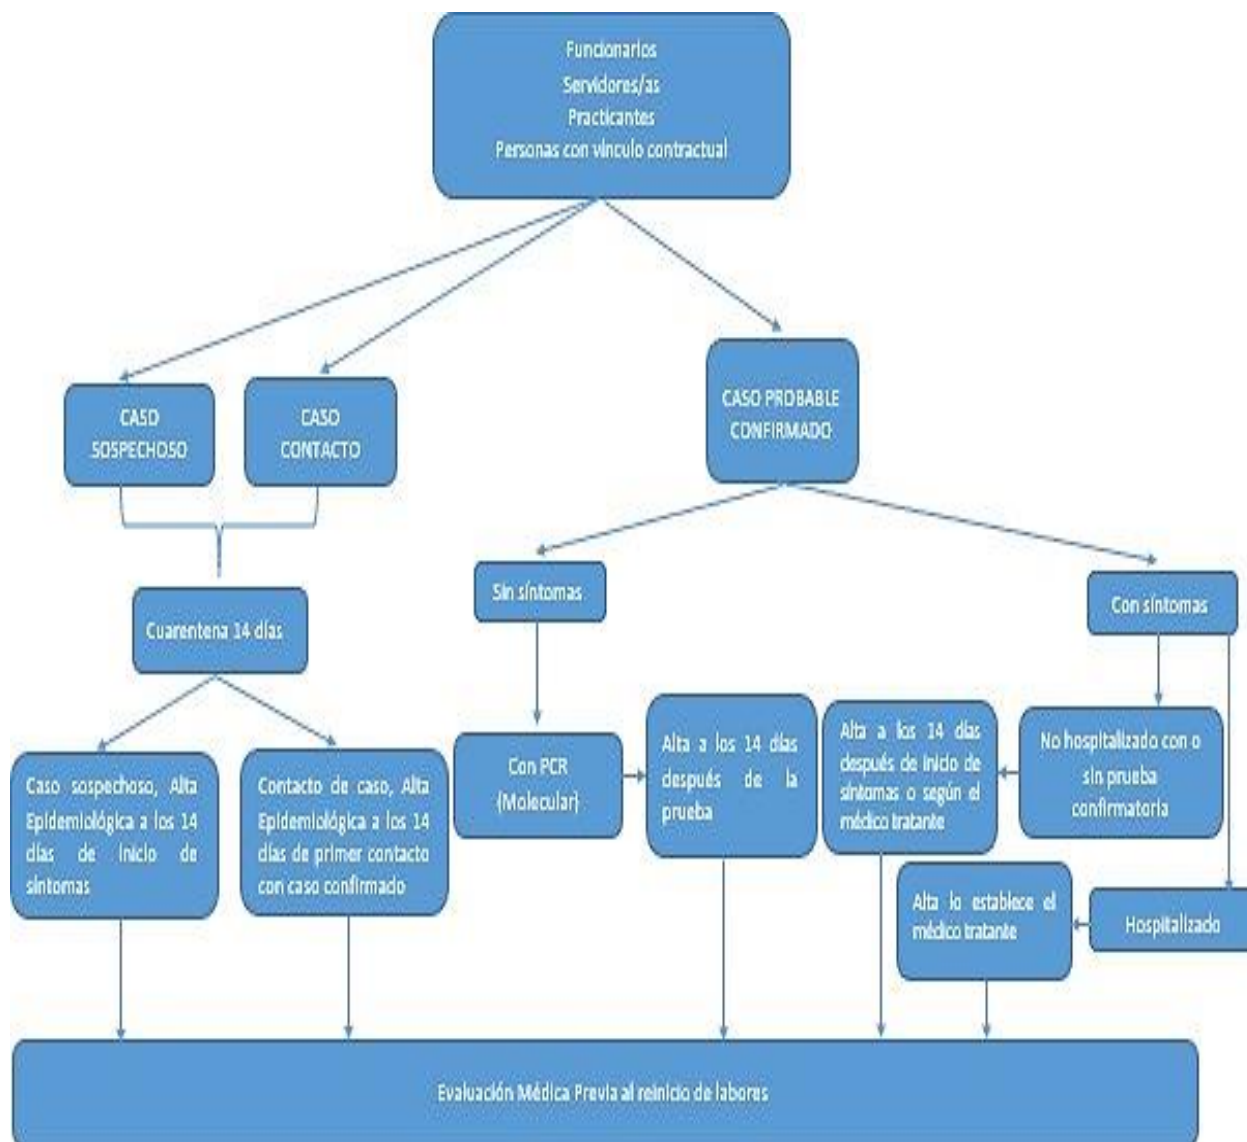 Funcionarios
Servidores/as
Practicantes
Personas con vinculo contractual
CASO
SOSPECHOSO
CASO
CONTACTO
CASO PROBABLE
CONFIRMADO
Sin síntomas
Con síntomas
Cuarentena 14 días
Caso sospechoso, Alta
Epidemiológica a los 14
días de inicio de
síntomas
Contacto de caso, Alta
Epidemiológica a los 14
días de primer contacto
con caso confirmado
Con PCR
(Molecular)
Alta a los 14 días
después de la
prueba
Alta a los 14 días
después de inicio de
síntomas o según el
médico tratante
No hospitalizado con o
sin prueba
confirmatoria
Alta lo establece el
médico tratante
Hospitalizado
Evaluación Médica Previa al reinicio de labores